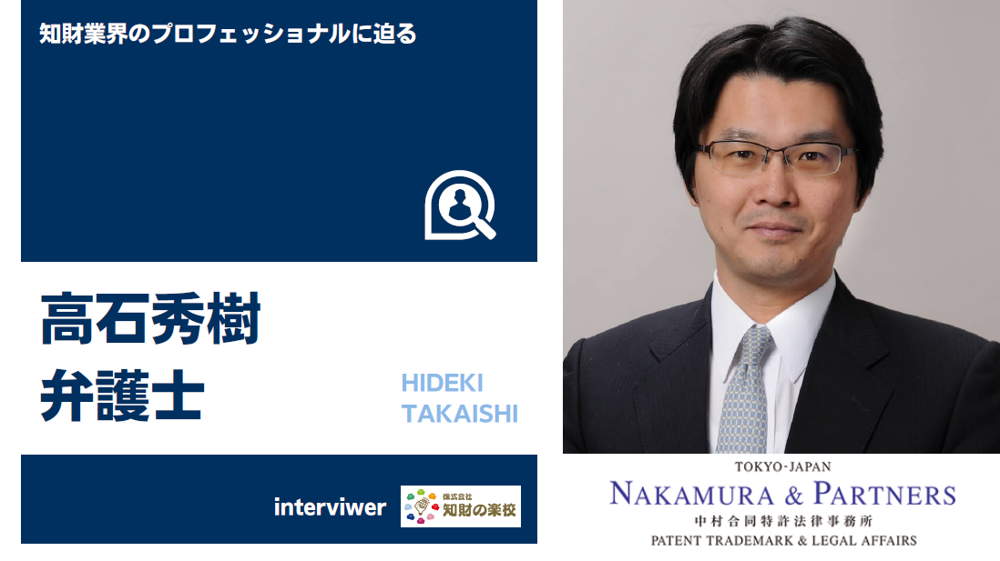 知財業界のプロフェッショナルに迫る
高石秀樹
弁護士
HIDEKI
TAKAISHI
interviwer
株式会社
知財の楽校
TOKYO-JAPAN
NAKAMURA & PARTNERS
中村合同特許法律事務所
PATENT TRADEMARK & LEGAL AFFAIRS